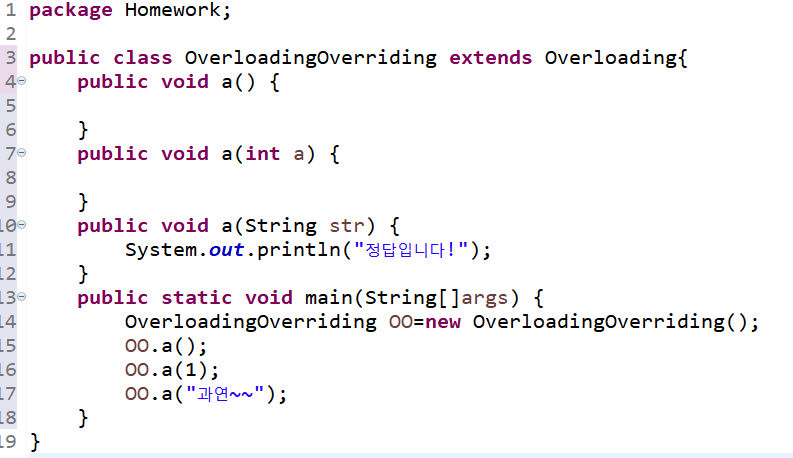 1 package Homework;
2
3 public class OverloadingOverriding extends Overloading{
4 public void a() {
5
6 }
7 public void a(int a) {
8
9 }
10 public void a(String str) {
11 System.out.println("정답입니다!");
12 }
13 public static void main(String[]args) {
14 OverloadingOverriding OO=new OverloadingOverriding();
15 OO.a();
16 OO.a(1);
17 OO.a("과연~~");
18 }
19 }